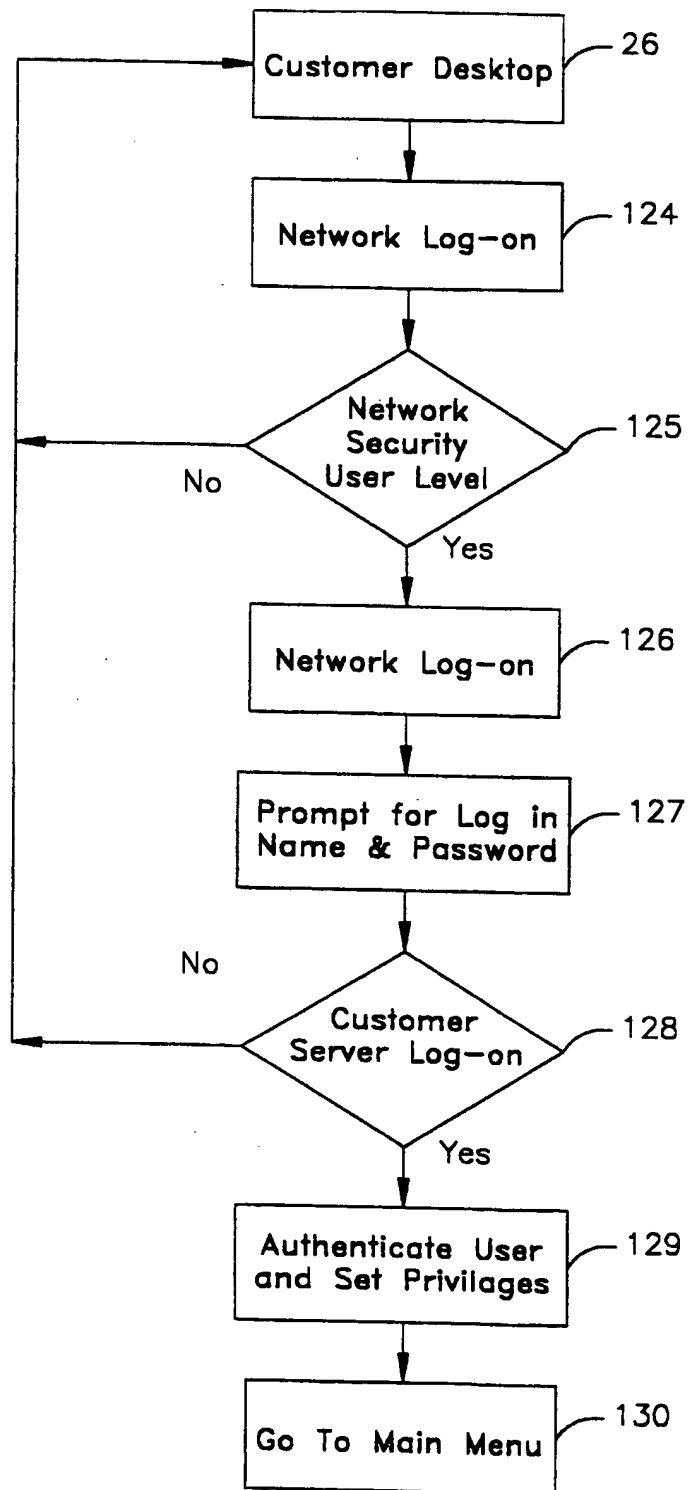 Customer Desktop
26
Network Log-on
124
Network
Security
User Level
125
No
Yes
Network Log-on
126
Prompt for Log in
Name & Password
127
No
Customer
Server Log-on
128
Yes
Authenticate User
and Set Privilages
129
Go To Main Menu
130